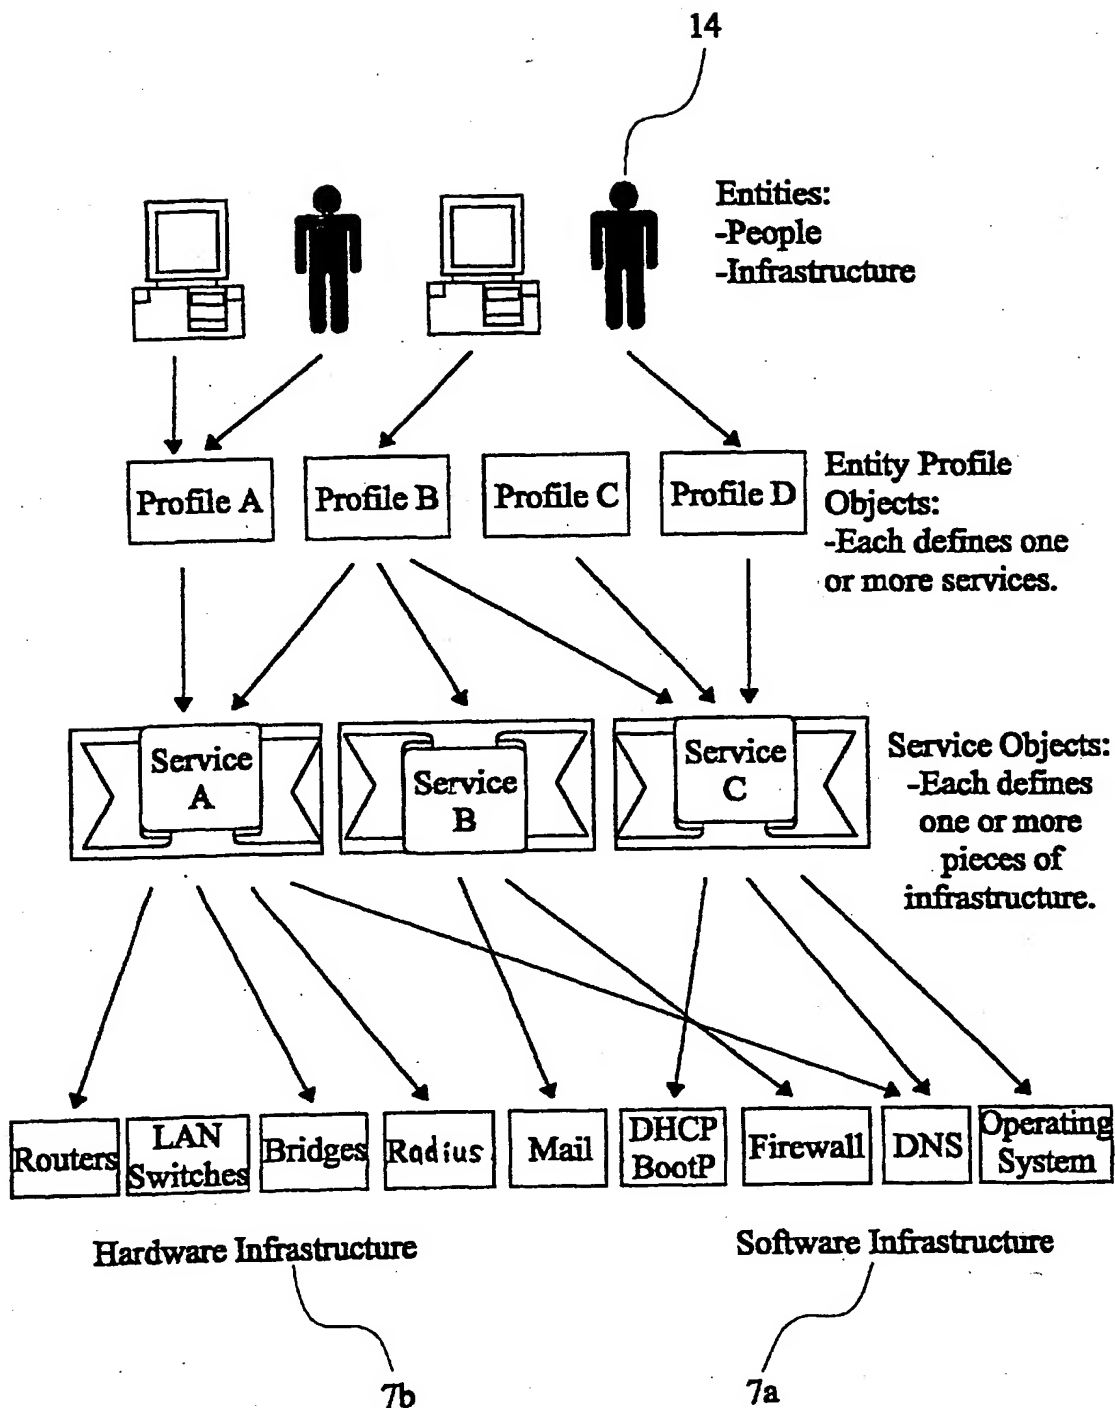 14
Entities:
-People
-Infrastructure
Profile A
Profile B
Profile C
Profile D
Entity Profile
Objects:
-Each defines one
or more services.
Service
A
Service
B
Service
C
Service Objects:
-Each defines
one or more
pieces of
infrastructure.
Routers
LAN
Switches
Bridges
Radius
Mail
DHCP
BootP
Firewall
DNS
Operating
System
Hardware Infrastructure
Software Infrastructure
7b
7a